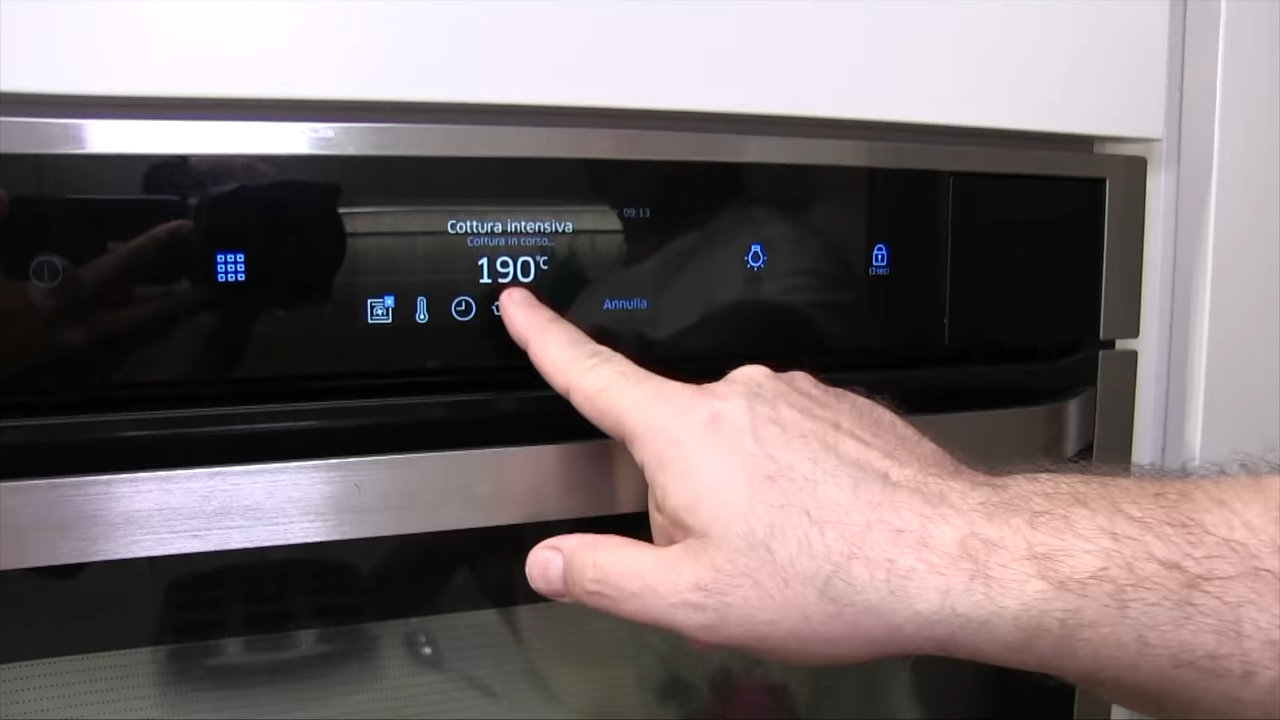 09:13
Cottura intensiva
Cottura in corso...
190°C
Annulla
(3 sec)